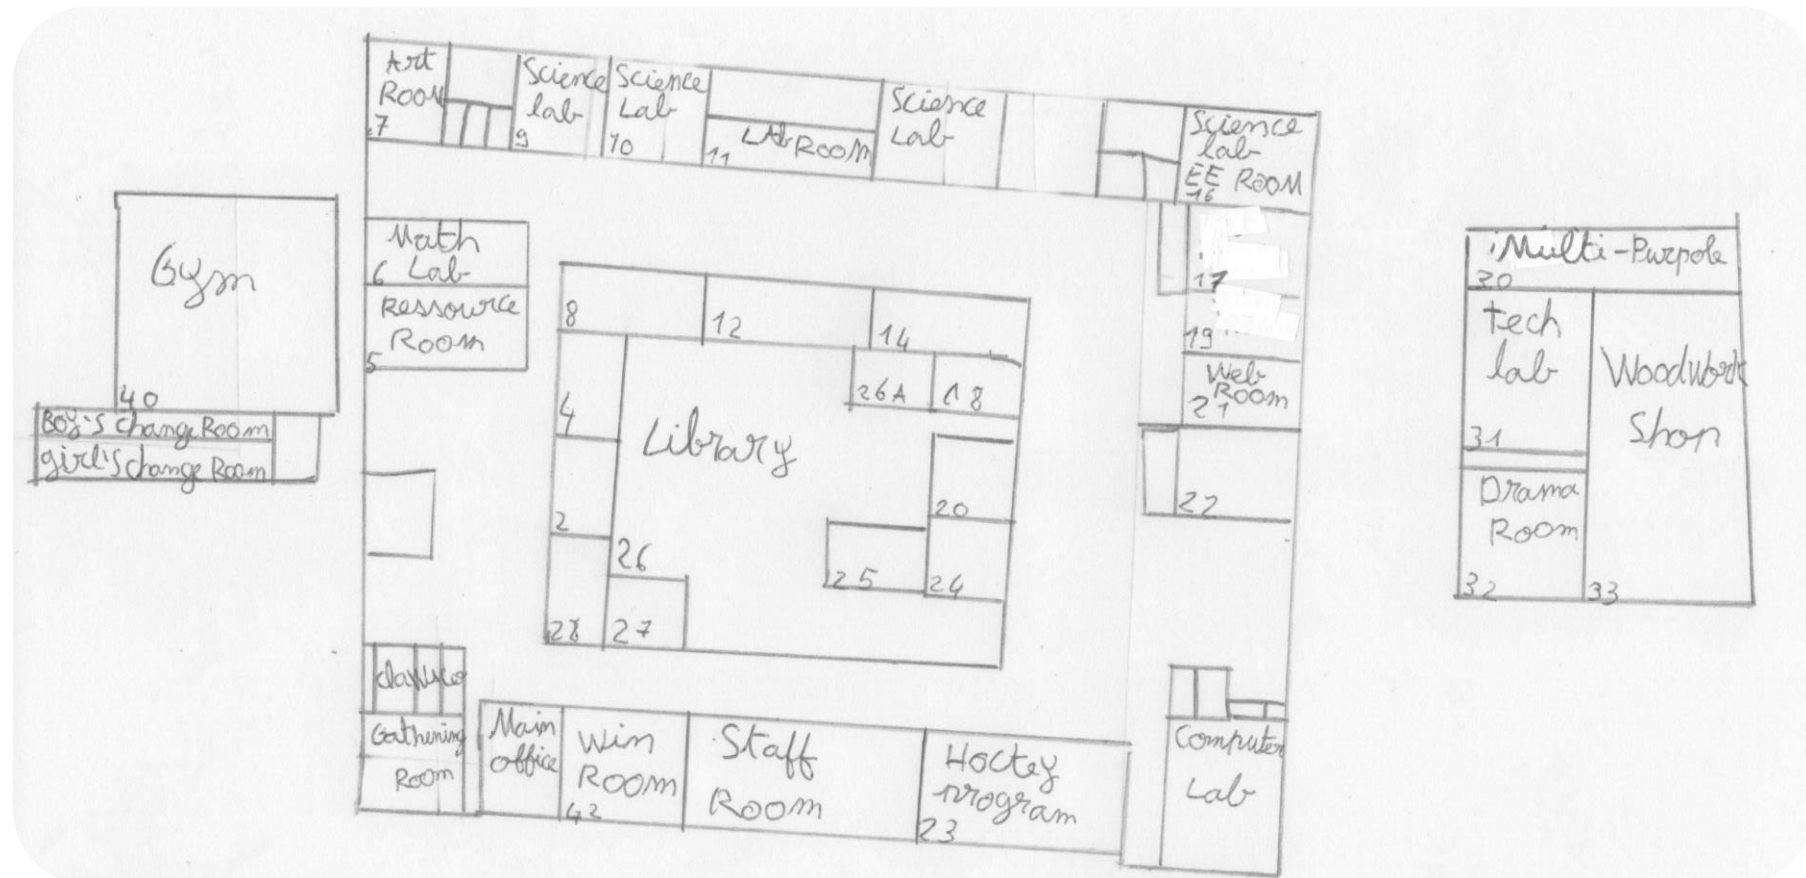 Art
Room
7
Science
lab
9
Science
Lab
10
LAB ROOM
11
Science
Lab
Science
lab
EE ROOM
16
Gym
40
Boy's change Room
girl's change Room
Math
6 Lab
Ressource
Room
5
8
12
14
4
26A
18
Library
2
20
26
25
24
28
27
17
19
Web
Room
21
22
Multi-Purpole
30
tech
lab
31
Woodwork
Shop
Drama
Room
32
33
Gathening
Room
Main
office
Win
Room
42
Staff
Room
Hockey
program
23
Computer
Lab